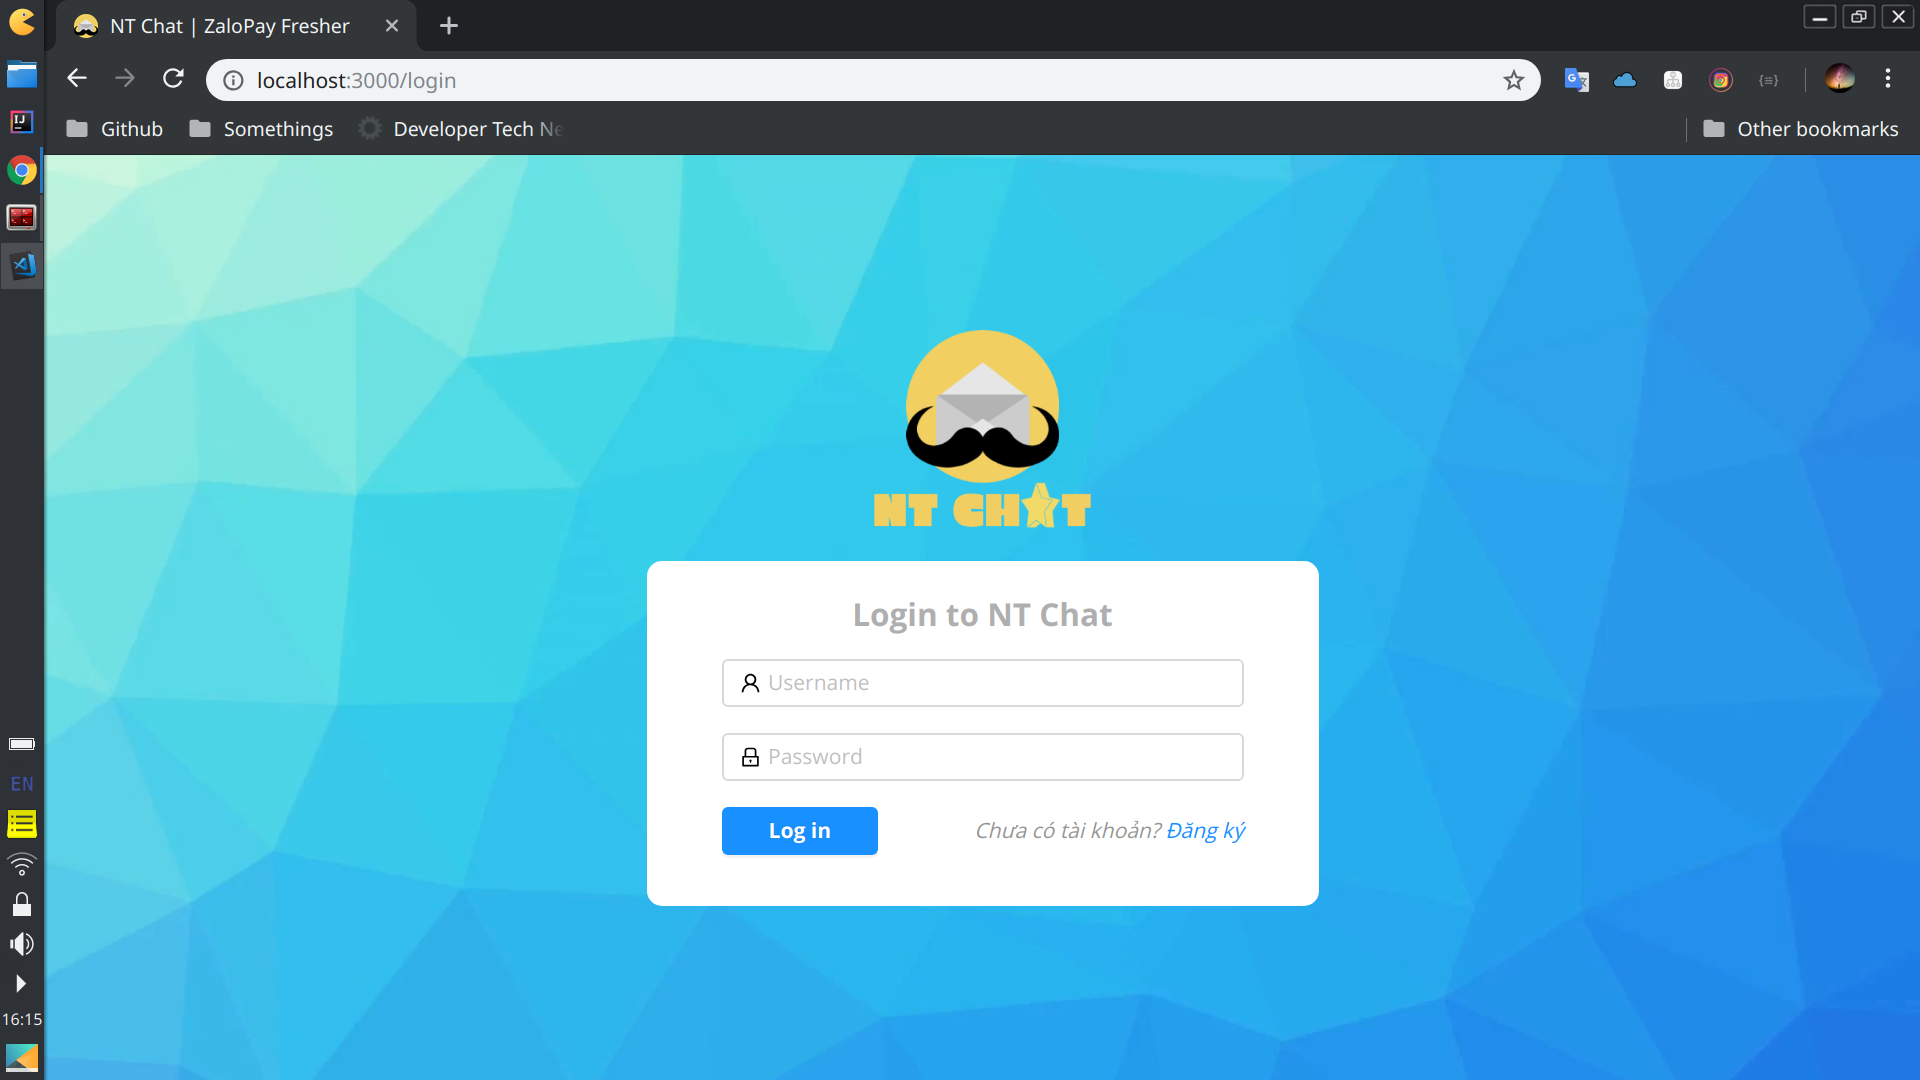 NT Chat | ZaloPay Fresher
localhost:3000/login
Github
Somethings
Developer Tech
Other bookmarks
NT CHAT
Login to NT Chat
Username
Password
Log in
Chưa có tài khoản? Đăng ký
EN
16:15